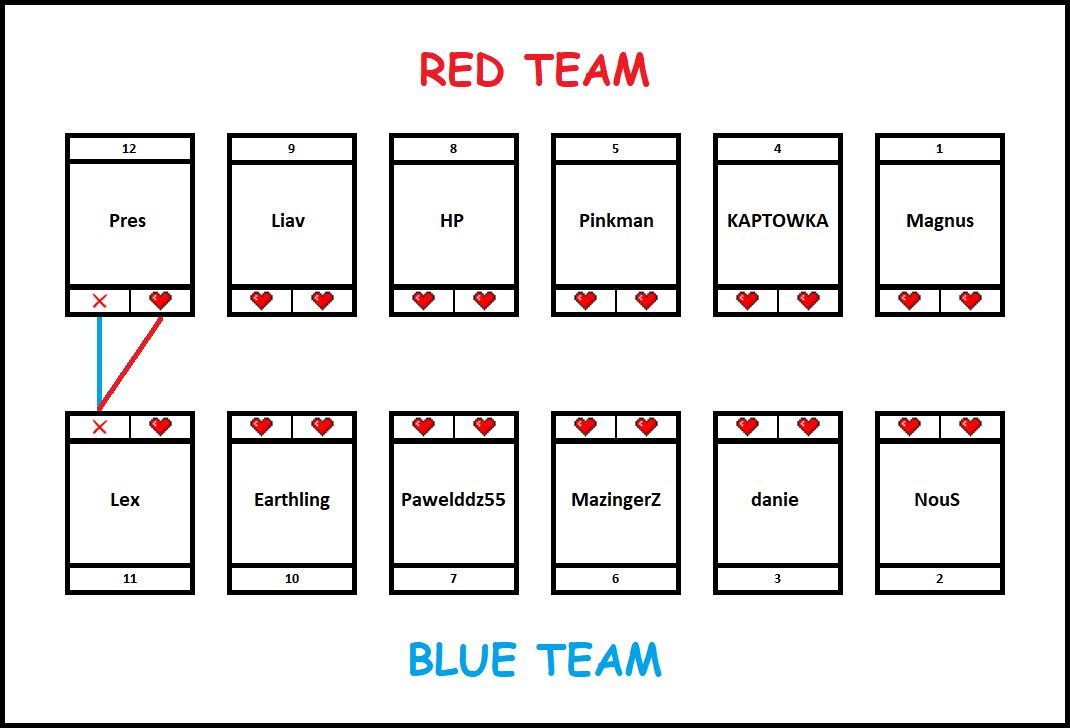 RED TEAM
12 9 8 5 4 1
Pres Liav HP Pinkman KAPTOWKA Magnus
Lex Earthling Pawelddz55 MazingerZ danie NouS
11 10 7 6 3 2
BLUE TEAM